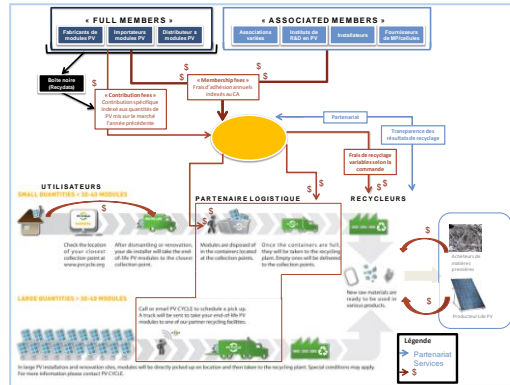 « FULL MEMBERS »
« ASSOCIATED MEMBERS »
Fabricants de
modules PV
Importateurs
modules PV
Distributeurs
modules PV
Associations
variées
Instituts de
R&D en PV
Installateurs
Fournisseurs
de MP/cellules
Boîte noire
(Recydata)
$
$
$
$
$
« Contribution fees »
Contribution spécifique
indexé aux quantités de
PV mis sur le marché
l'année précédente
« Membership fees »
Frais d'adhésion annuels
indexés au CA
Partenariat
Transparence des
résultats de recyclage
Frais de recyclage
variables selon la
commande
$
$
$
$
$
UTILISATEURS
PARTENAIRE LOGISTIQUE
RECYCLEURS
SMALL QUANTITIES < 30-40 MODULES
$
Check the location
of your closest
collection point at
www.pvcycle.org
After dismantling or renovation,
your de-installer will take the end-
of-life PV modules to the closest
collection point.
Modules are disposed of
in the containers located
at the collection points.
Once the containers are full,
they will be taken to the recycling
plant. Empty ones will be delivered
to the collection points.
New raw materials are
ready to be used in
various products.
$
$
Acheteurs de
matières
premières
Producteur de PV
LARGE QUANTITIES > 30-40 MODULES
Call or email PV CYCLE to schedule a pick up.
A truck will be sent to take your end-of-life PV
modules to one of our partner recycling facilities.
In large PV installation and renovation sites, modules will be directly picked up on location and then taken to the recycling plant. Special conditions may apply.
For more information please contact PV CYCLE.
Légende
Partenariat
Services
$